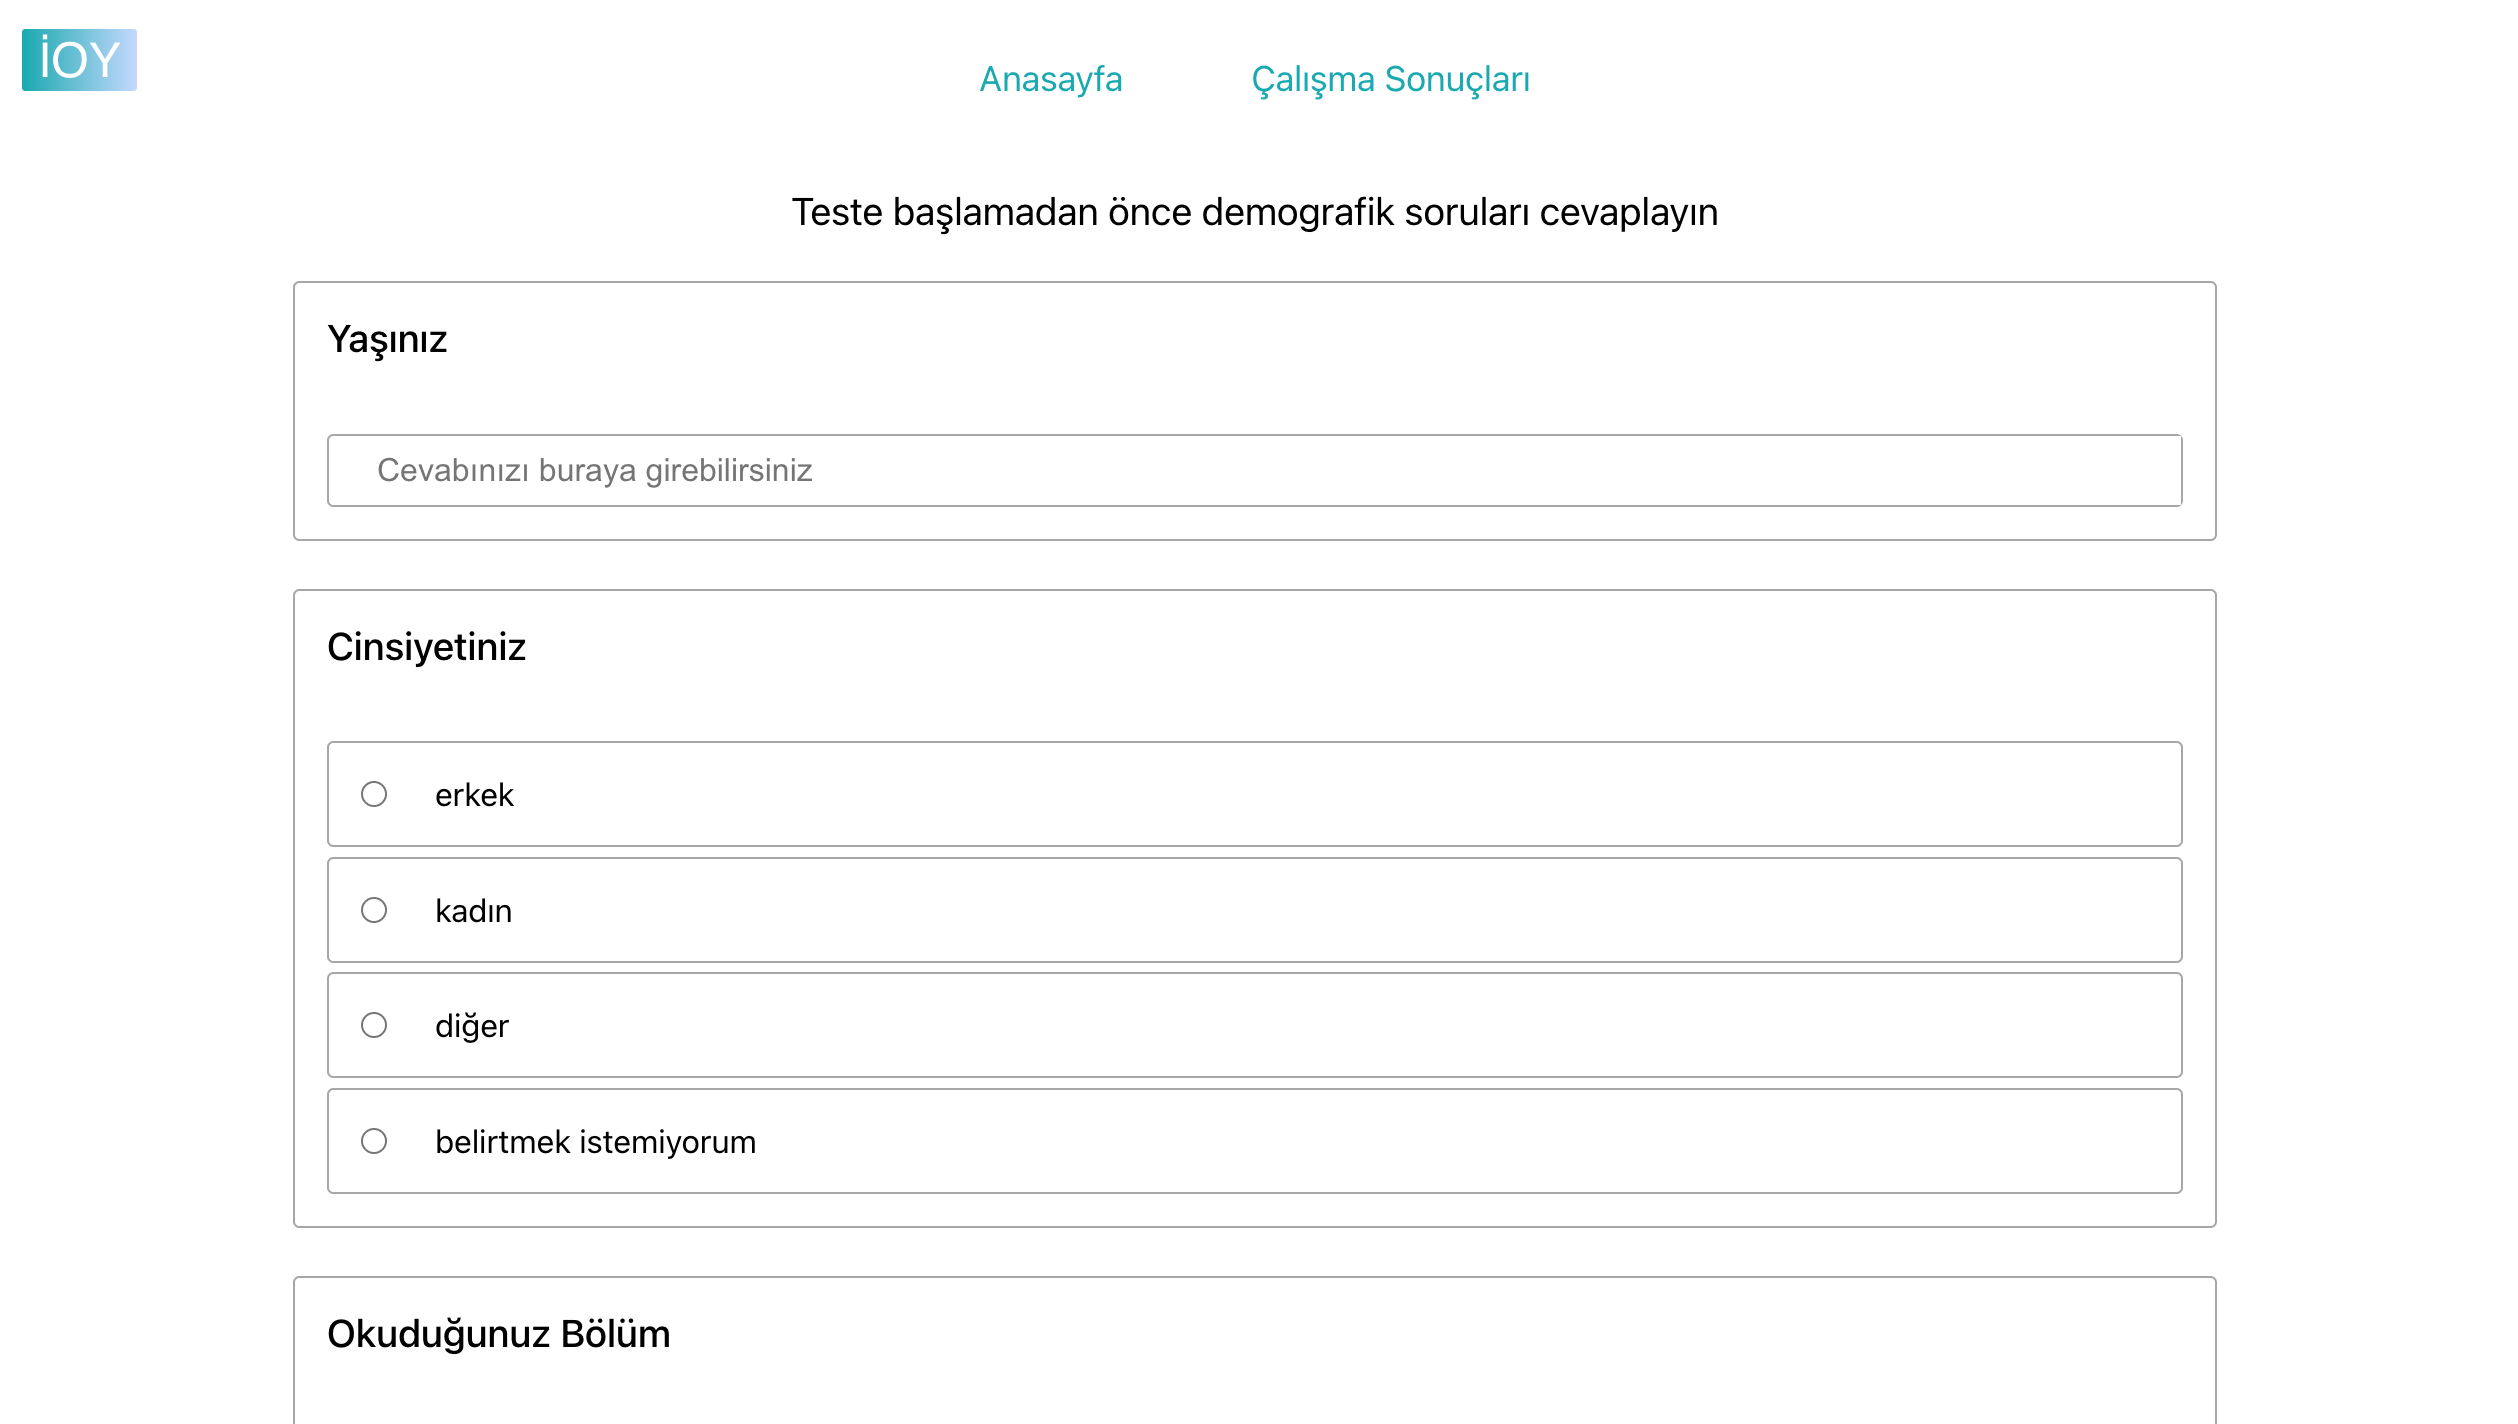 İOY
Anasayfa
Çalışma Sonuçları
Teste başlamadan önce demografik soruları cevaplayın
Yaşınız
Cevabınızı buraya girebilirsiniz
Cinsiyetiniz
erkek
kadın
diğer
belirtmek istemiyorum
Okuduğunuz Bölüm